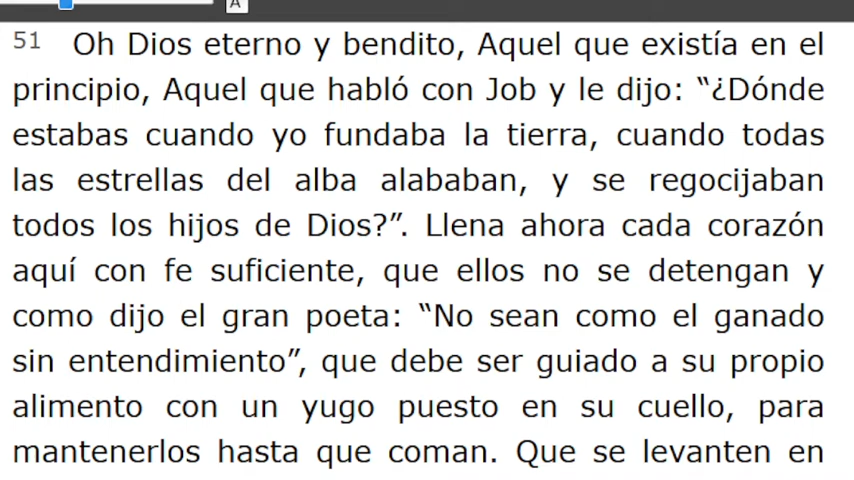 A
51 Oh Dios eterno y bendito, Aquel que existía en el
principio, Aquel que habló con Job y le dijo: “¿Dónde
estabas cuando yo fundaba la tierra, cuando todas
las estrellas del alba alababan, y se regocijaban
todos los hijos de Dios?”. Llena ahora cada corazón
aquí con fe suficiente, que ellos no se detengan y
como dijo el gran poeta: “No sean como el ganado
sin entendimiento”, que debe ser guiado a su propio
alimento con un yugo puesto en su cuello, para
mantenerlos hasta que coman. Que se levanten en